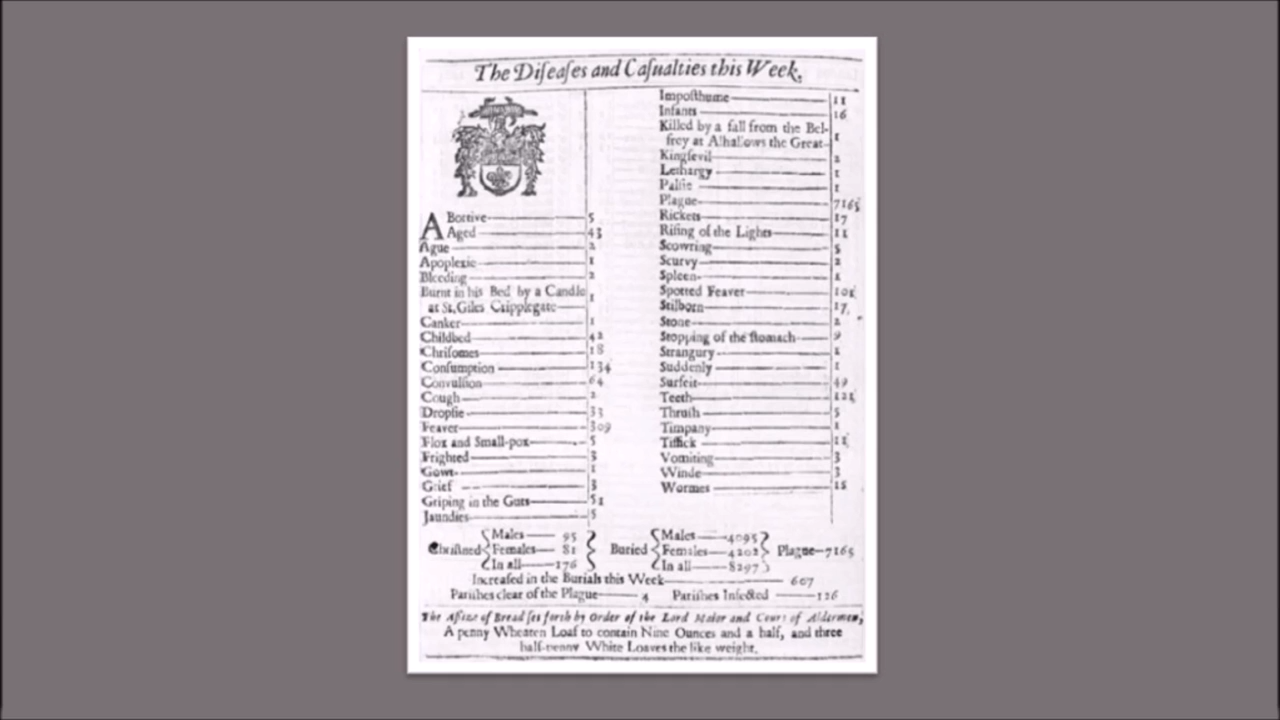 The Diſeaſes and Caſualties this Week.
ABortive 5
Aged 43
Ague 2
Apoplexie 1
Bleeding 2
Burnt in his Bed by a Candle
at St. Giles Cripplegate 1
Canker 1
Childbed 42
Chriſomes 18
Conſumption 134
Convulſion 64
Cough 2
Dropſie 33
Feaver 309
Flox and Small-pox 5
Frighted 3
Gowt 1
Grief 3
Griping in the Guts 51
Jaundies 5
Impoſthume 11
Infants 16
Killed by a fall from the Bel-
frey at Alhallows the Great 1
Kingſevil 2
Lethargy 1
Palſie 1
Plague 7165
Rickets 17
Riſing of the Lights 11
Scowring 5
Scurvy 2
Spleen 1
Spotted Feaver 101
Stilborn 17
Stone 2
Stopping of the ſtomach 9
Strangury 1
Suddenly 1
Surfeit 49
Teeth 121
Thruſh 5
Timpany 1
Tiſſick 11
Vomiting 3
Winde 3
Wormes 15
Chriſtned Males 95 Females 81 In all 176
Buried Males 4095 Females 4202 In all 8297 Plague 7165
Increaſed in the Burials this Week 607
Pariſhes clear of the Plague 4 Pariſhes Infected 126
The Aſſize of Bread ſet forth by Order of the Lord Maior and Court of Aldermen,
A penny Wheaten Loaf to contain Nine Ounces and a half, and three
half-penny White Loaves the like weight.